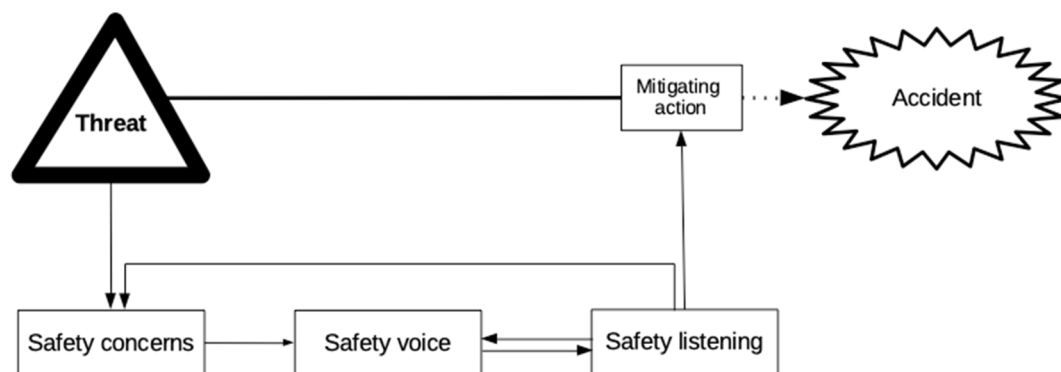 Threat
Mitigating
action
Accident
Safety concerns
Safety voice
Safety listening